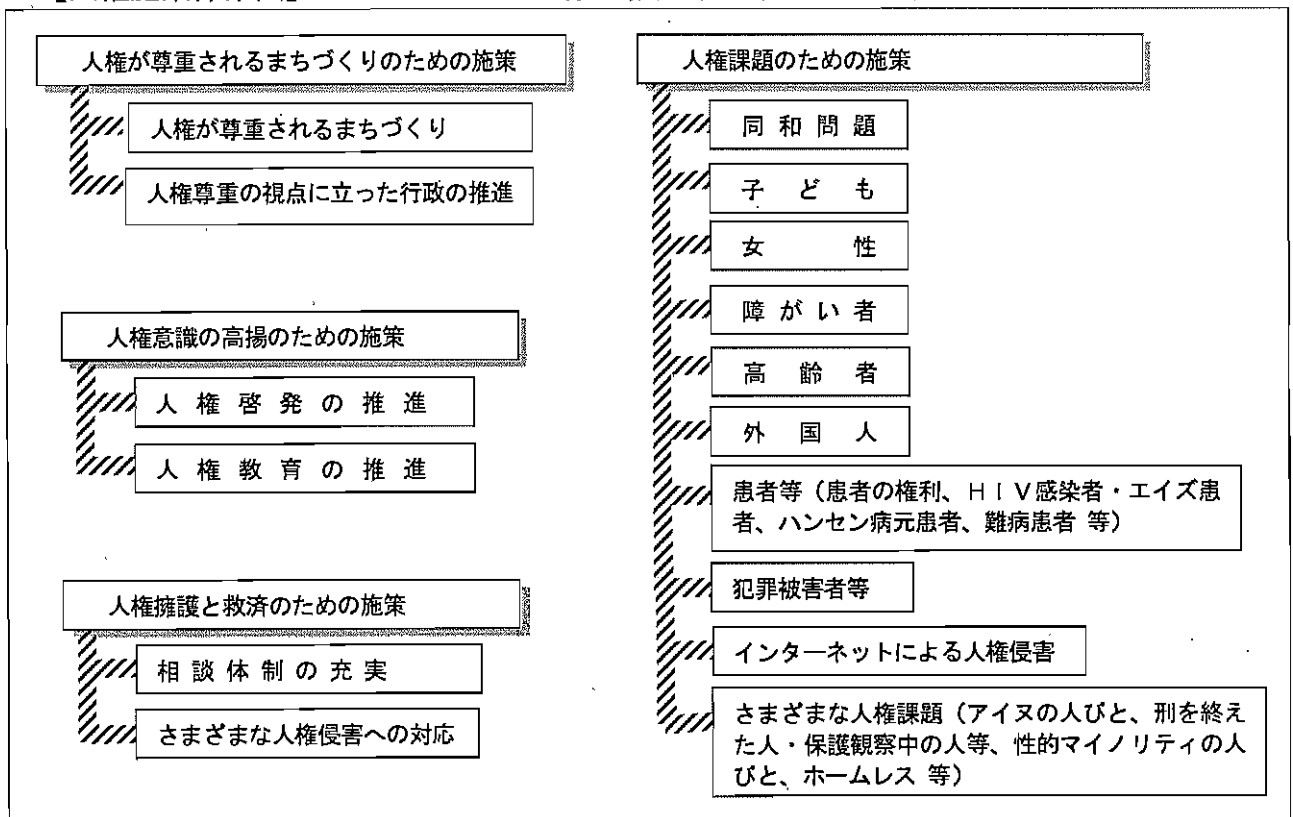 人権が尊重されるまちづくりのための施策
人権が尊重されるまちづくり
人権尊重の視点に立った行政の推進
人権意識の高揚のための施策
人権啓発の推進
人権教育の推進
人権擁護と救済のための施策
相談体制の充実
さまざまな人権侵害への対応
人権課題のための施策
同和問題
子ども
女性
障がい者
高齢者
外国人
患者等（患者の権利、ＨＩＶ感染者・エイズ患
者、ハンセン病元患者、難病患者 等）
犯罪被害者等
インターネットによる人権侵害
さまざまな人権課題（アイヌの人びと、刑を終え
た人・保護観察中の人等、性的マイノリティの人
びと、ホームレス 等）